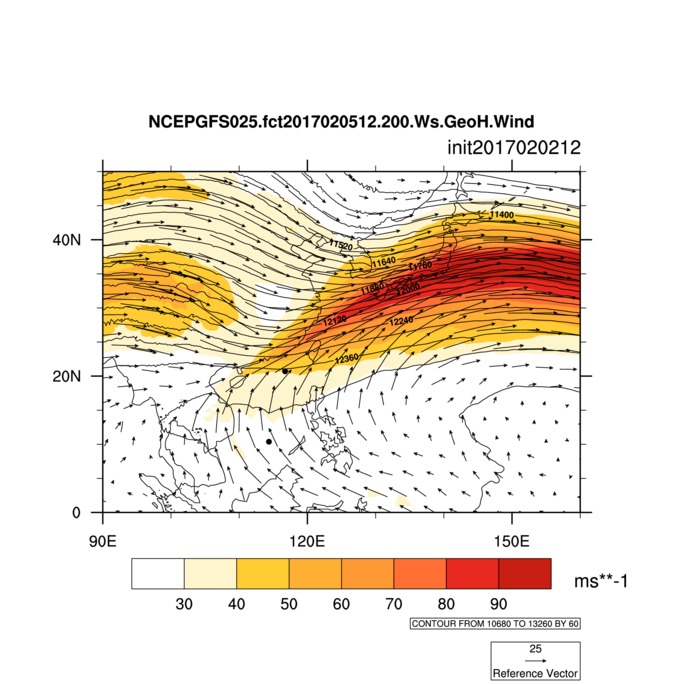 NCEPGFS025.fct2017020512.200.Ws.GeoH.Wind
init2017020212
11400
40N
11520
11640
11760
11880
12000
12120
12240
12360
20N
0
90E 120E 150E
ms**-1
30 40 50 60 70 80 90
CONTOUR FROM 10680 TO 13260 BY 60
25
Reference Vector